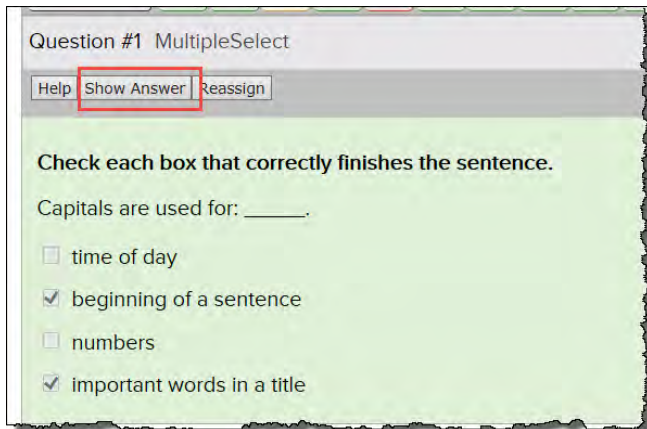 Question #1 MultipleSelect
Help Show Answer Reassign
Check each box that correctly finishes the sentence.
Capitals are used for: ______.
time of day
beginning of a sentence
numbers
important words in a title